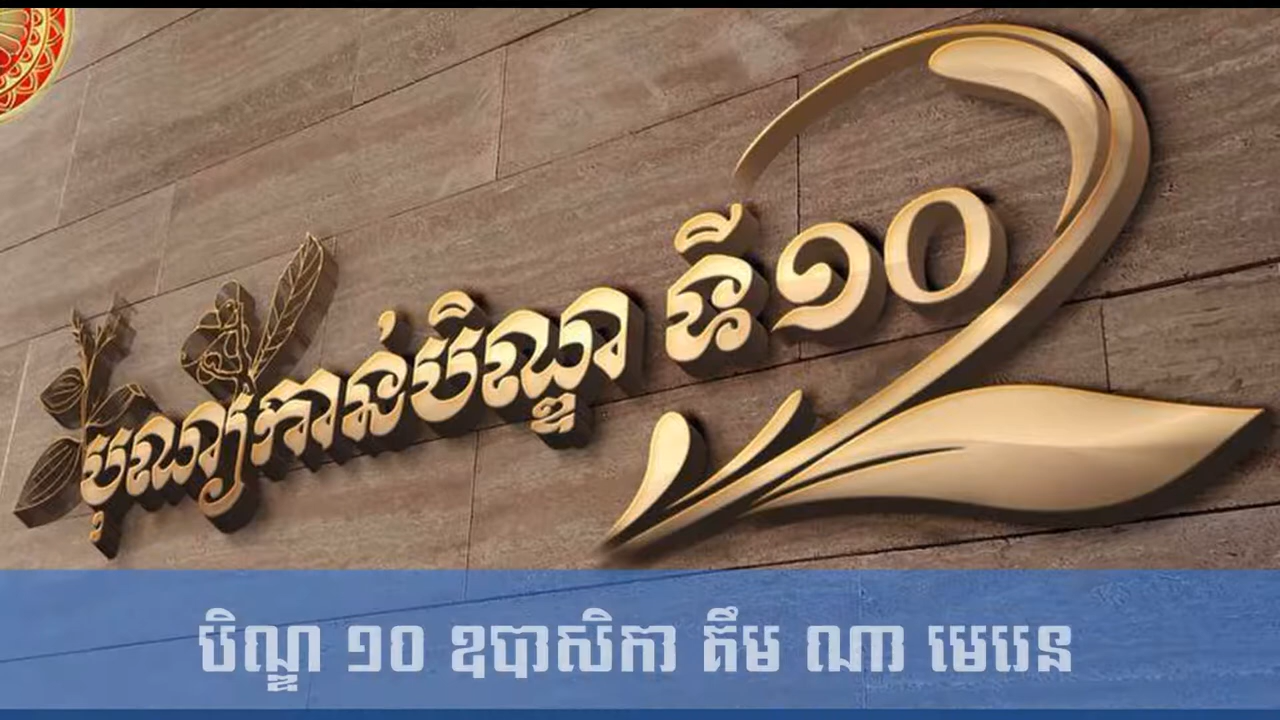 បុណ្យកាន់បិណ្ឌ ទី១០
បិណ្ឌ ១០ ឧបាសិកា គឹម ណា មេរេន